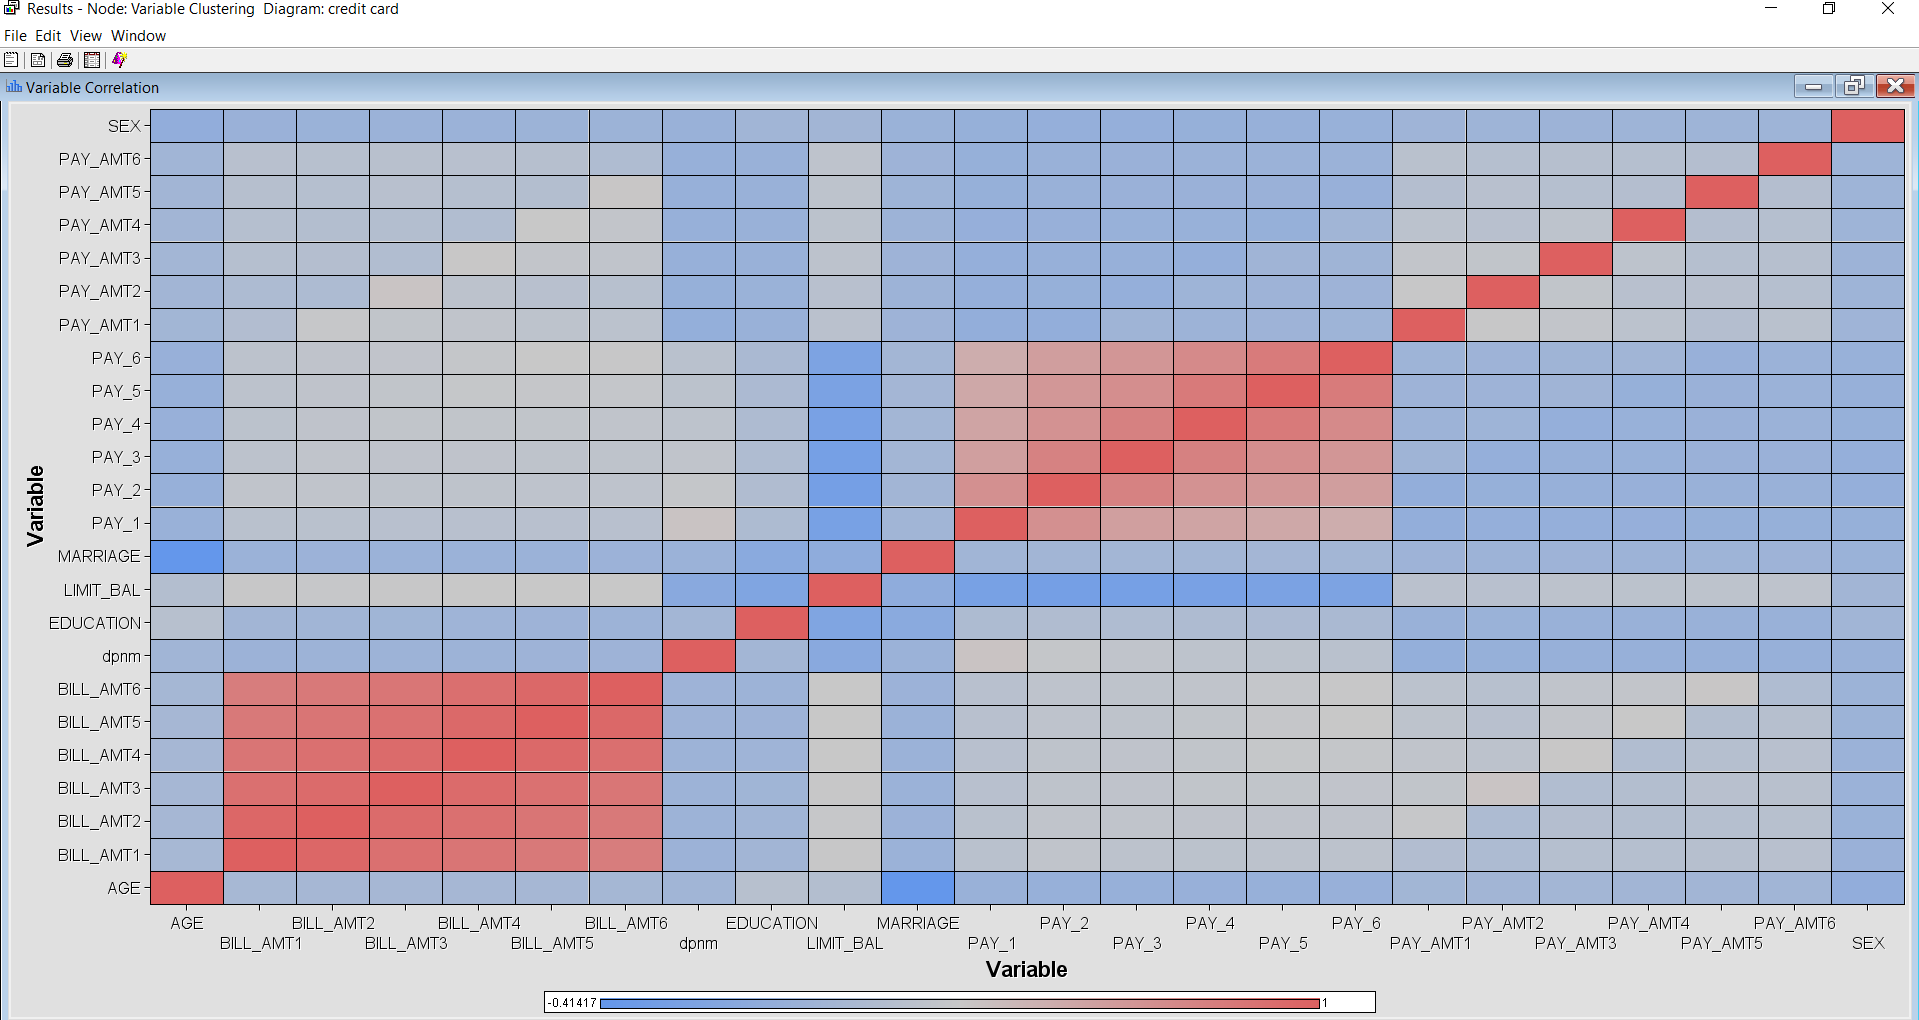 Results - Node: Variable Clustering  Diagram: credit card
File Edit View Window
Variable Correlation
SEX
PAY_AMT6
PAY_AMT5
PAY_AMT4
PAY_AMT3
PAY_AMT2
PAY_AMT1
PAY_6
PAY_5
PAY_4
PAY_3
PAY_2
PAY_1
MARRIAGE
LIMIT_BAL
EDUCATION
dpnm
BILL_AMT6
BILL_AMT5
BILL_AMT4
BILL_AMT3
BILL_AMT2
BILL_AMT1
AGE
Variable
AGE BILL_AMT2 BILL_AMT4 BILL_AMT6 EDUCATION MARRIAGE PAY_2 PAY_4 PAY_6 PAY_AMT2 PAY_AMT4 PAY_AMT6
BILL_AMT1 BILL_AMT3 BILL_AMT5 dpnm LIMIT_BAL PAY_1 PAY_3 PAY_5 PAY_AMT1 PAY_AMT3 PAY_AMT5 SEX
Variable
-0.41417 1